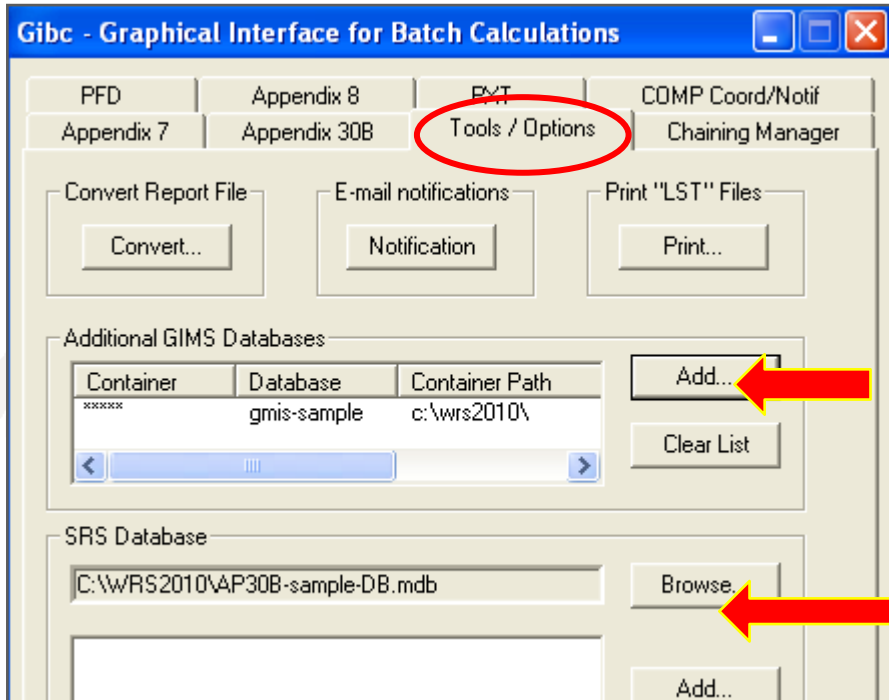 Gibc - Graphical Interface for Batch Calculations
PFD Appendix 8 PXT COMP Coord/Notif
Appendix 7 Appendix 30B Tools / Options Chaining Manager
Convert Report File E-mail notifications Print "LST" Files
Convert... Notification Print...
Additional GIMS Databases
Container Database Container Path Add...
xxxxx gmis-sample c:\wrs2010\
Clear List
SRS Database
C:\WRS2010\AP30B-sample-DB.mdb Browse.
Add...